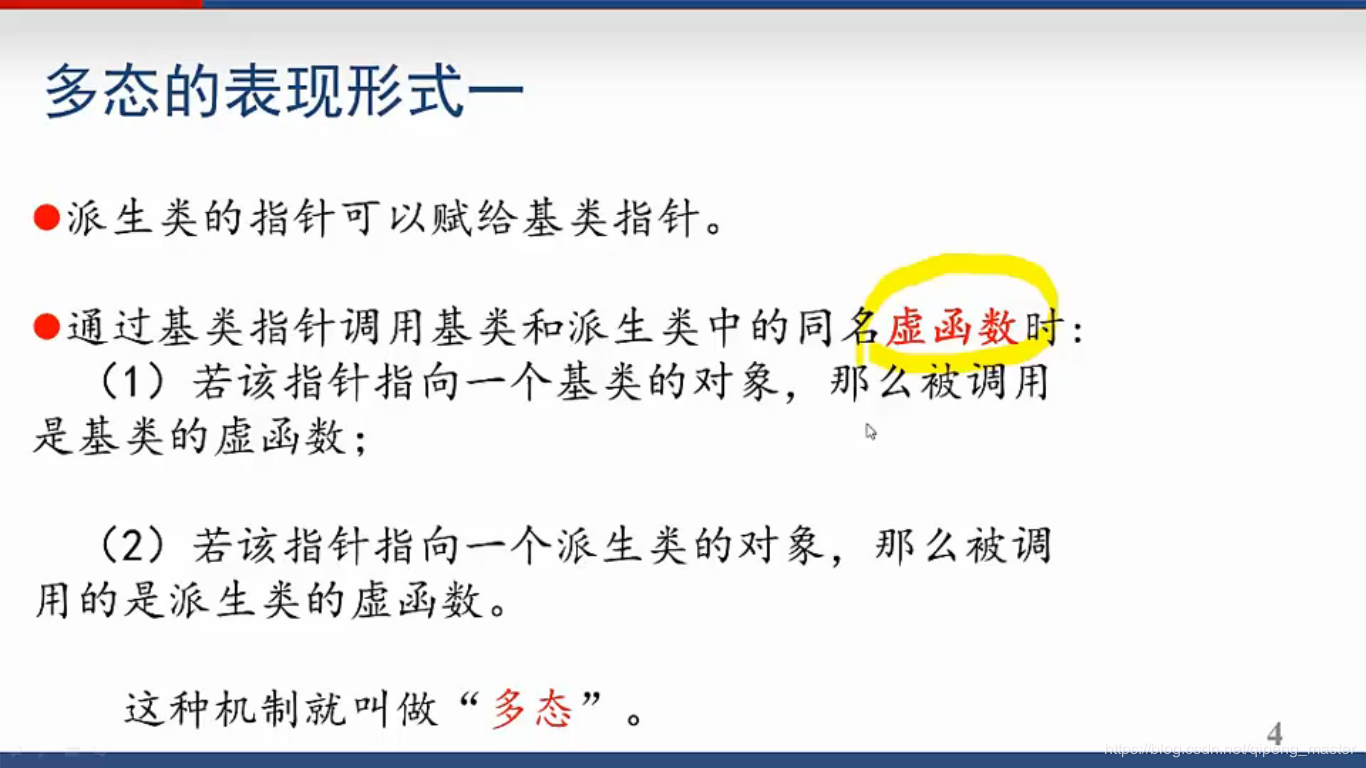 多态的表现形式一
●派生类的指针可以赋给基类指针。
●通过基类指针调用基类和派生类中的同名虚函数时:
（1）若该指针指向一个基类的对象，那么被调用
是基类的虚函数;
（2）若该指针指向一个派生类的对象，那么被调
用的是派生类的虚函数。
这种机制就叫做“多态”。
4
https://blog.csdn.net/qipeng_master